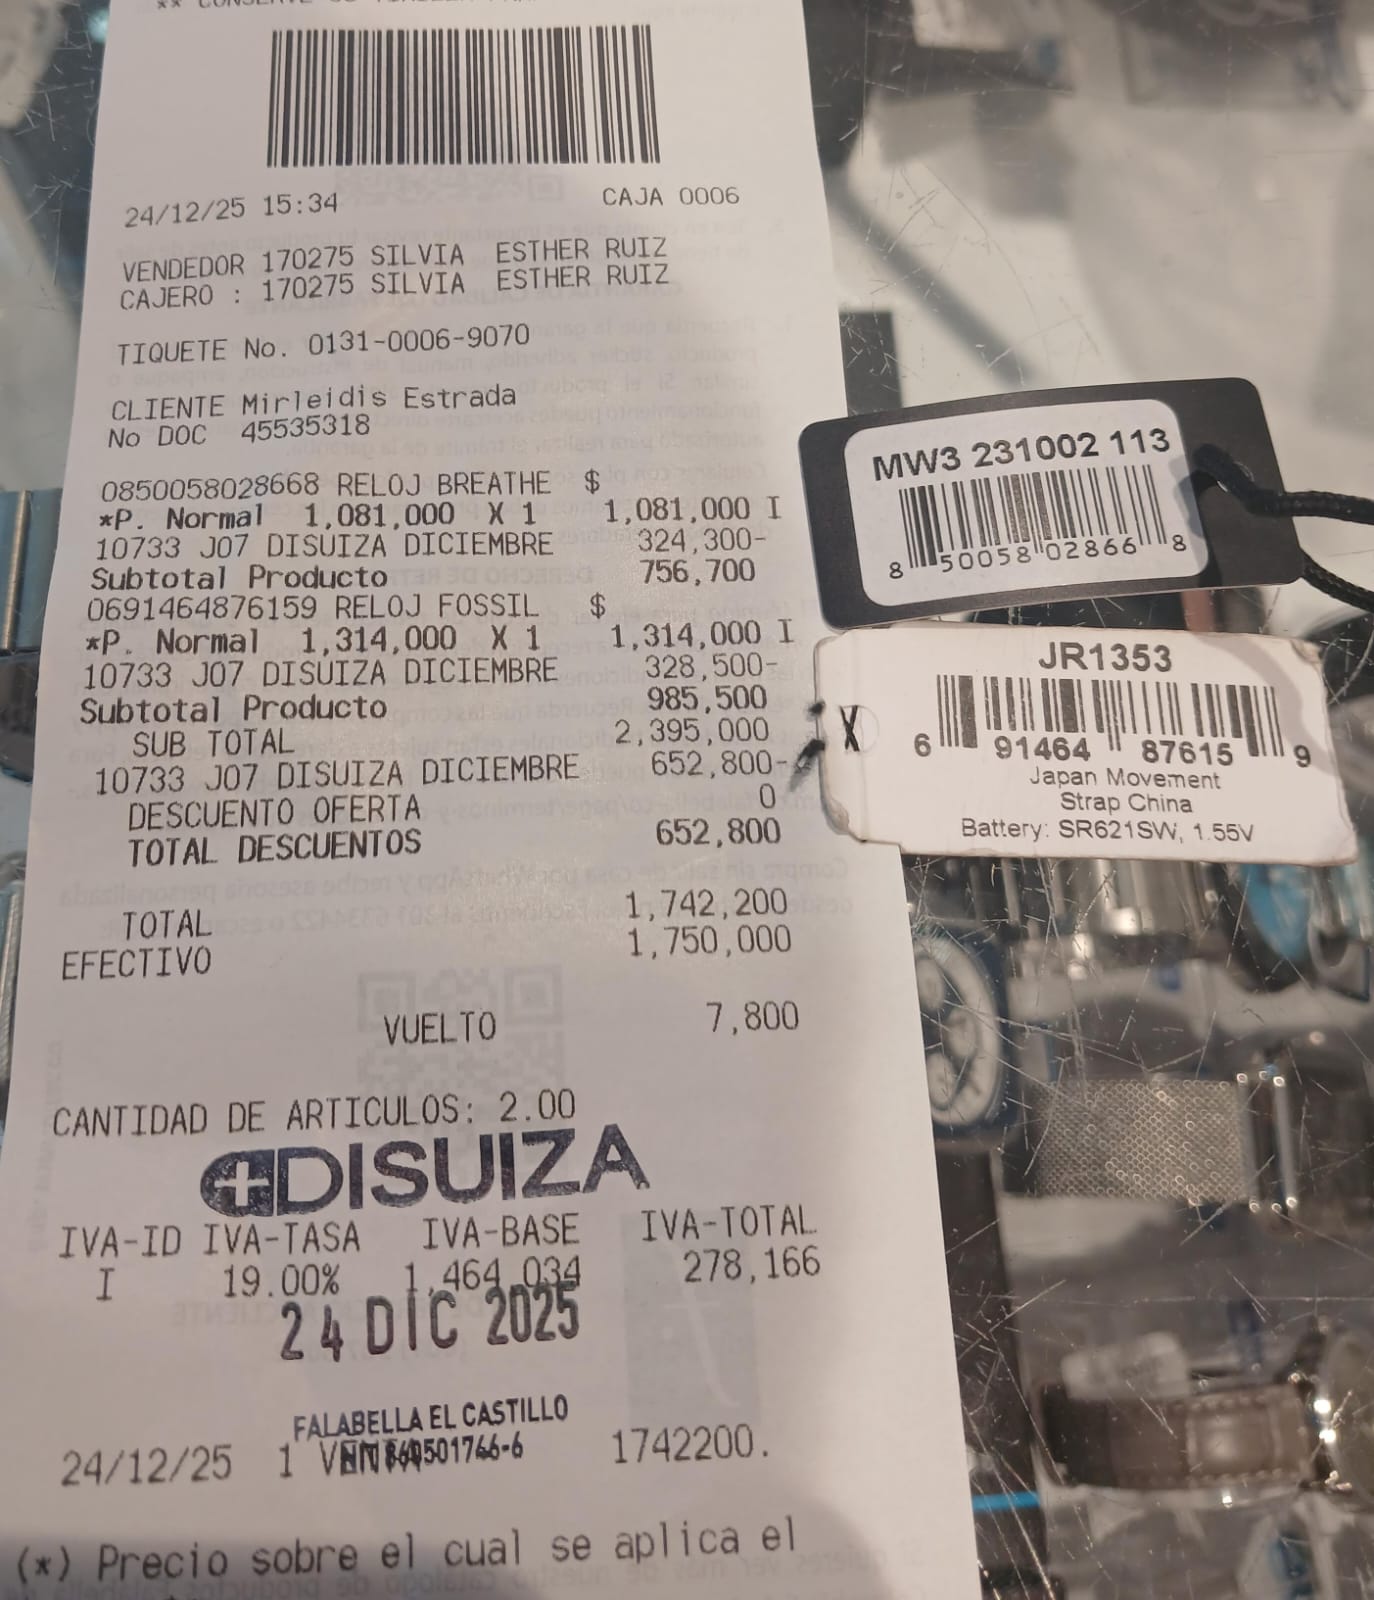 24/12/25 15:34 CAJA 0006
VENDEDOR 170275 SILVIA ESTHER RUIZ
CAJERO : 170275 SILVIA ESTHER RUIZ
TIQUETE No. 0131-0006-9070
CLIENTE Mirleidis Estrada
No DOC 45535318
0850058028668 RELOJ BREATHE $
*P. Normal 1,081,000 X 1 1,081,000 I
10733 J07 DISUIZA DICIEMBRE 324,300-
Subtotal Producto 756,700
0691464876159 RELOJ FOSSIL $
*P. Normal 1,314,000 X 1 1,314,000 I
10733 J07 DISUIZA DICIEMBRE 328,500-
Subtotal Producto 985,500
SUB TOTAL 2,395,000
10733 J07 DISUIZA DICIEMBRE 652,800-
DESCUENTO OFERTA 0
TOTAL DESCUENTOS 652,800
TOTAL 1,742,200
EFECTIVO 1,750,000
VUELTO 7,800
CANTIDAD DE ARTICULOS: 2.00
DISUIZA
IVA-ID IVA-TASA IVA-BASE IVA-TOTAL
I 19.00% 1,464,034 278,166
24 DIC 2025
FALABELLA EL CASTILLO
24/12/25 1 1742200.
(*) Precio sobre el cual se aplica el
MW3 231002 113
8 50058 02866 8
JR1353
X
6 91464 87615 9
Japan Movement
Strap China
Battery: SR621SW, 1.55V